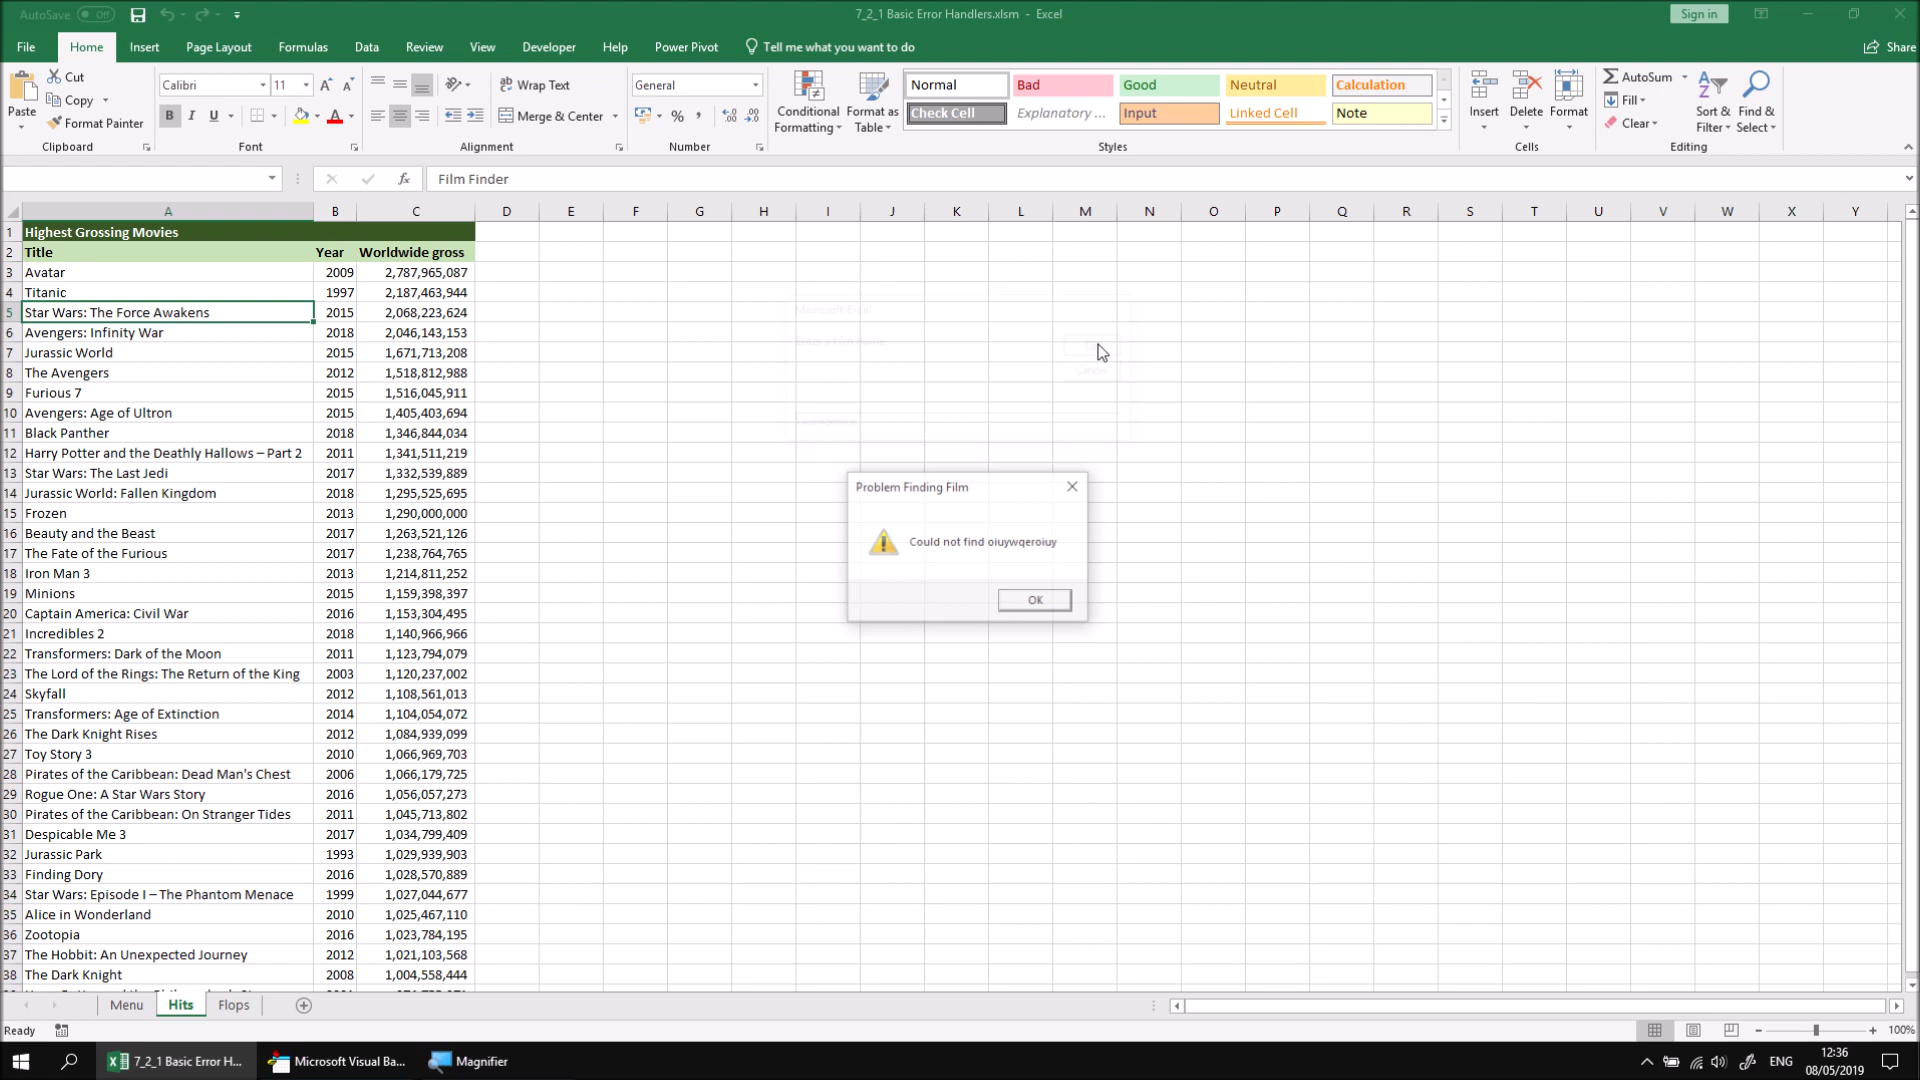 AutoSave Off
7_2_1 Basic Error Handlers.xlsm - Excel
Sign in
File Home Insert Page Layout Formulas Data Review View Developer Help Power Pivot Tell me what you want to do Share
Paste
Cut
Copy
Format Painter
Calibri 11
B I U
Wrap Text
Merge & Center
General
Conditional Formatting
Format as Table
Normal Bad Good Neutral Calculation
Check Cell Explanatory ... Input Linked Cell Note
Insert Delete Format
AutoSum
Fill
Clear
Sort & Filter
Find & Select
Clipboard Font Alignment Number Styles Cells Editing
fx Film Finder
A B C D E F G H I J K L M N O P Q R S T U V W X Y
1 Highest Grossing Movies
2 Title Year Worldwide gross
3 Avatar 2009 2,787,965,087
4 Titanic 1997 2,187,463,944
5 Star Wars: The Force Awakens 2015 2,068,223,624
6 Avengers: Infinity War 2018 2,046,143,153
7 Jurassic World 2015 1,671,713,208
8 The Avengers 2012 1,518,812,988
9 Furious 7 2015 1,516,045,911
10 Avengers: Age of Ultron 2015 1,405,403,694
11 Black Panther 2018 1,346,844,034
12 Harry Potter and the Deathly Hallows – Part 2 2011 1,341,511,219
13 Star Wars: The Last Jedi 2017 1,332,539,889
14 Jurassic World: Fallen Kingdom 2018 1,295,525,695
15 Frozen 2013 1,290,000,000
16 Beauty and the Beast 2017 1,263,521,126
17 The Fate of the Furious 2017 1,238,764,765
18 Iron Man 3 2013 1,214,811,252
19 Minions 2015 1,159,398,397
20 Captain America: Civil War 2016 1,153,304,495
21 Incredibles 2 2018 1,140,966,966
22 Transformers: Dark of the Moon 2011 1,123,794,079
23 The Lord of the Rings: The Return of the King 2003 1,120,237,002
24 Skyfall 2012 1,108,561,013
25 Transformers: Age of Extinction 2014 1,104,054,072
26 The Dark Knight Rises 2012 1,084,939,099
27 Toy Story 3 2010 1,066,969,703
28 Pirates of the Caribbean: Dead Man's Chest 2006 1,066,179,725
29 Rogue One: A Star Wars Story 2016 1,056,057,273
30 Pirates of the Caribbean: On Stranger Tides 2011 1,045,713,802
31 Despicable Me 3 2017 1,034,799,409
32 Jurassic Park 1993 1,029,939,903
33 Finding Dory 2016 1,028,570,889
34 Star Wars: Episode I – The Phantom Menace 1999 1,027,044,677
35 Alice in Wonderland 2010 1,025,467,110
36 Zootopia 2016 1,023,784,195
37 The Hobbit: An Unexpected Journey 2012 1,021,103,568
38 The Dark Knight 2008 1,004,558,444
Microsoft Excel
Enter a film name
Cancel
Problem Finding Film
Could not find oiuywqeroiuy
OK
Menu Hits Flops
Ready
100%
7_2_1 Basic Error H...
Microsoft Visual Ba...
Magnifier
ENG
12:36
08/05/2019